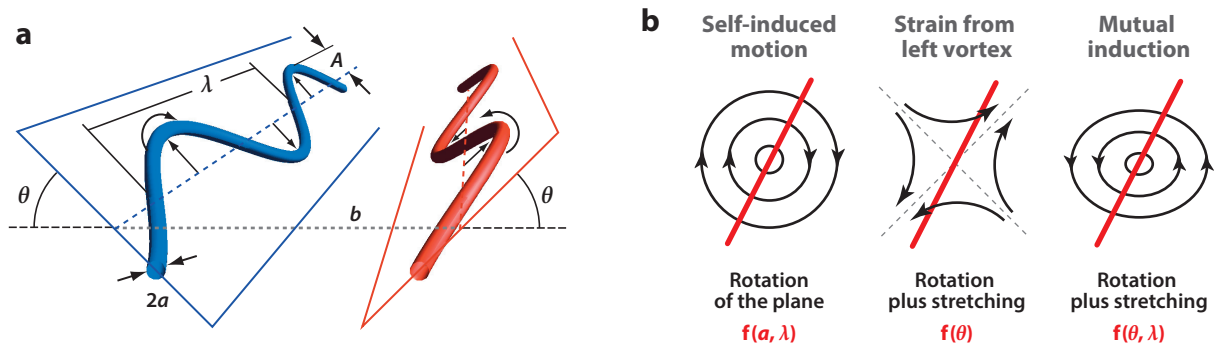 a
A
λ
θ
b
θ
2a
b
Self-induced
motion
Strain from
left vortex
Mutual
induction
Rotation
of the plane
f(a, λ)
Rotation
plus stretching
f(θ)
Rotation
plus stretching
f(θ, λ)